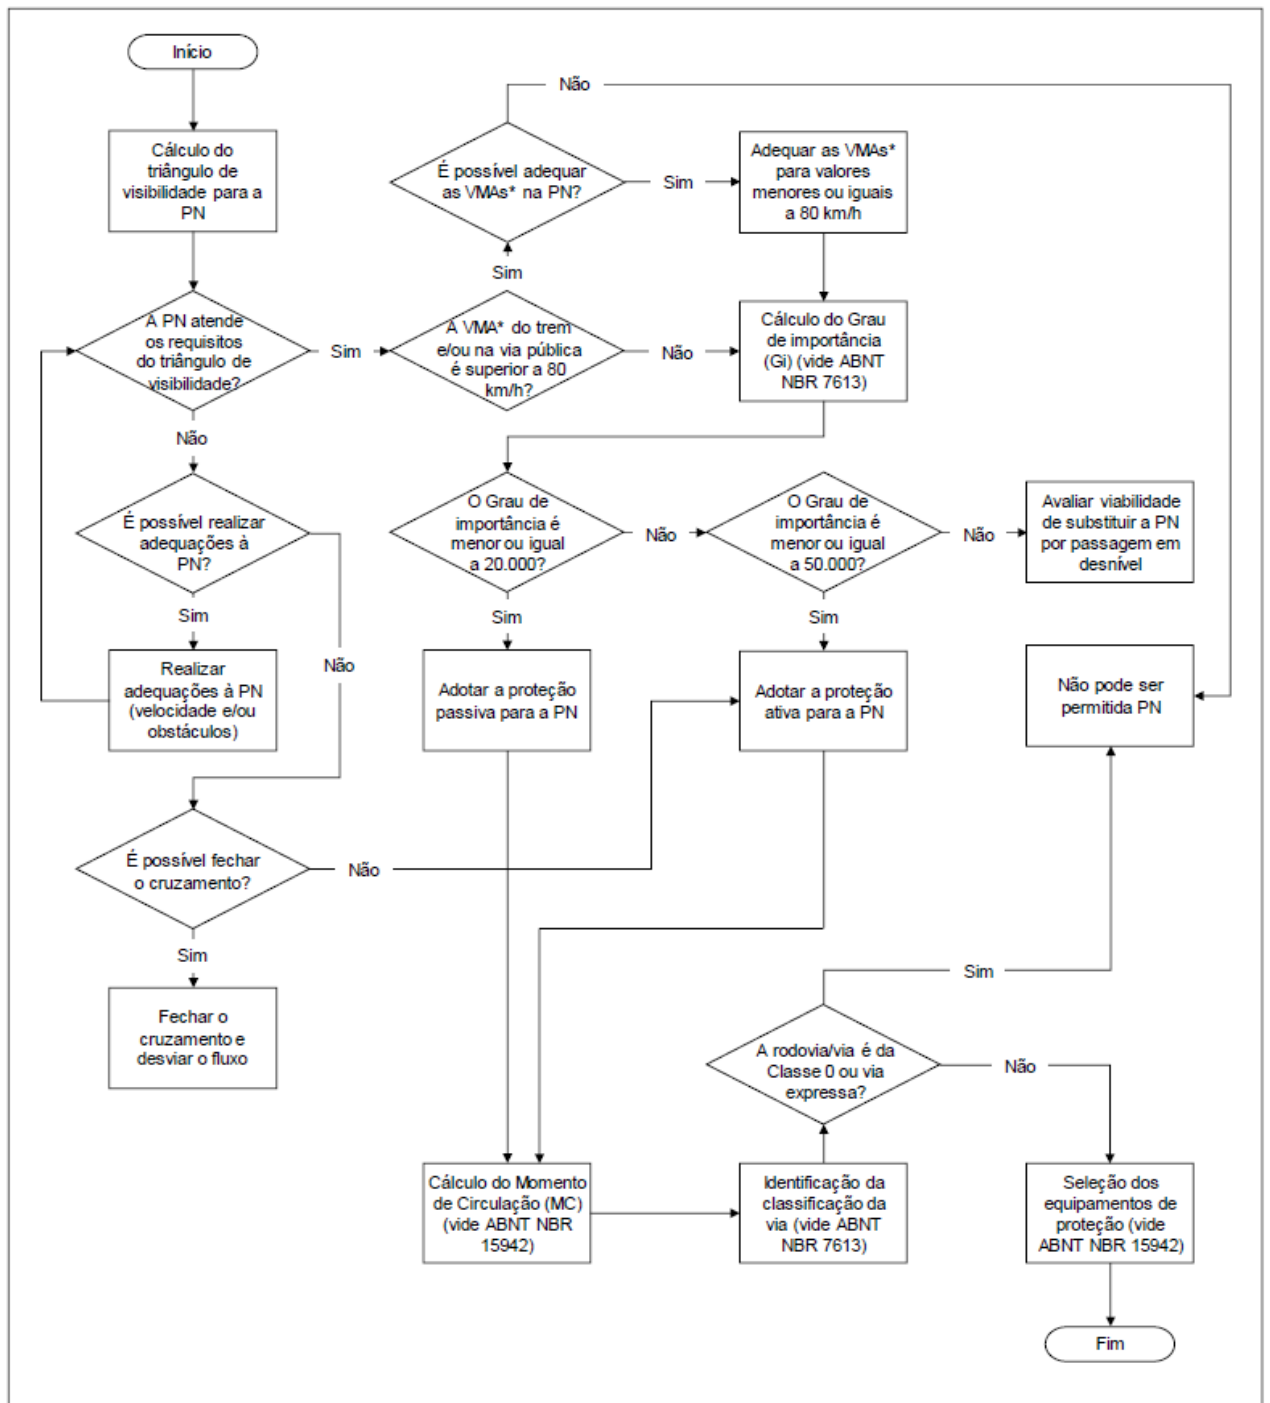 Início
Não
Cálculo do
triângulo de
visibilidade para a
PN
É possível adequar
as VMAs* na PN?
Sim
Adequar as VMAs*
para valores
menores ou iguais
a 80 km/h
Sim
A PN atende
os requisitos
do triângulo de
visibilidade?
Sim
A VMA* do trem
e/ou na via pública
é superior a 80
km/h?
Não
Cálculo do Grau
de importância
(Gi) (vide ABNT
NBR 7613)
Não
É possível realizar
adequações à
PN?
O Grau de
importância é
menor ou igual
a 20.000?
Não
O Grau de
importância é
menor ou igual
a 50.000?
Não
Avaliar viabilidade
de substituir a PN
por passagem em
desnível
Sim
Sim
Sim
Não
Realizar
adequações à PN
(velocidade e/ou
obstáculos)
Adotar a proteção
passiva para a PN
Adotar a proteção
ativa para a PN
Não pode ser
permitida PN
É possível fechar
o cruzamento?
Não
Sim
Sim
Fechar o
cruzamento e
desviar o fluxo
A rodovia/via é da
Classe 0 ou via
expressa?
Não
Cálculo do Momento
de Circulação (MC)
(vide ABNT NBR
15942)
Identificação da
classificação da
via (vide ABNT
NBR 7613)
Seleção dos
equipamentos de
proteção (vide
ABNT NBR 15942)
Fim